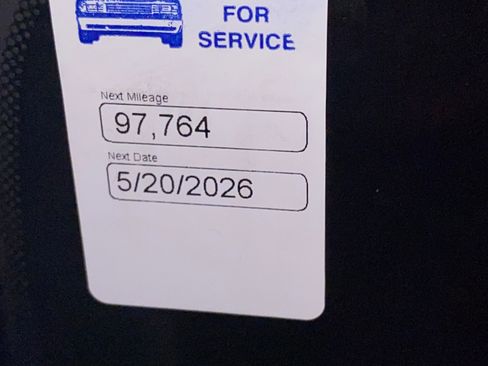 FOR
SERVICE
Next Mileage
97,764
Next Date
5/20/2026